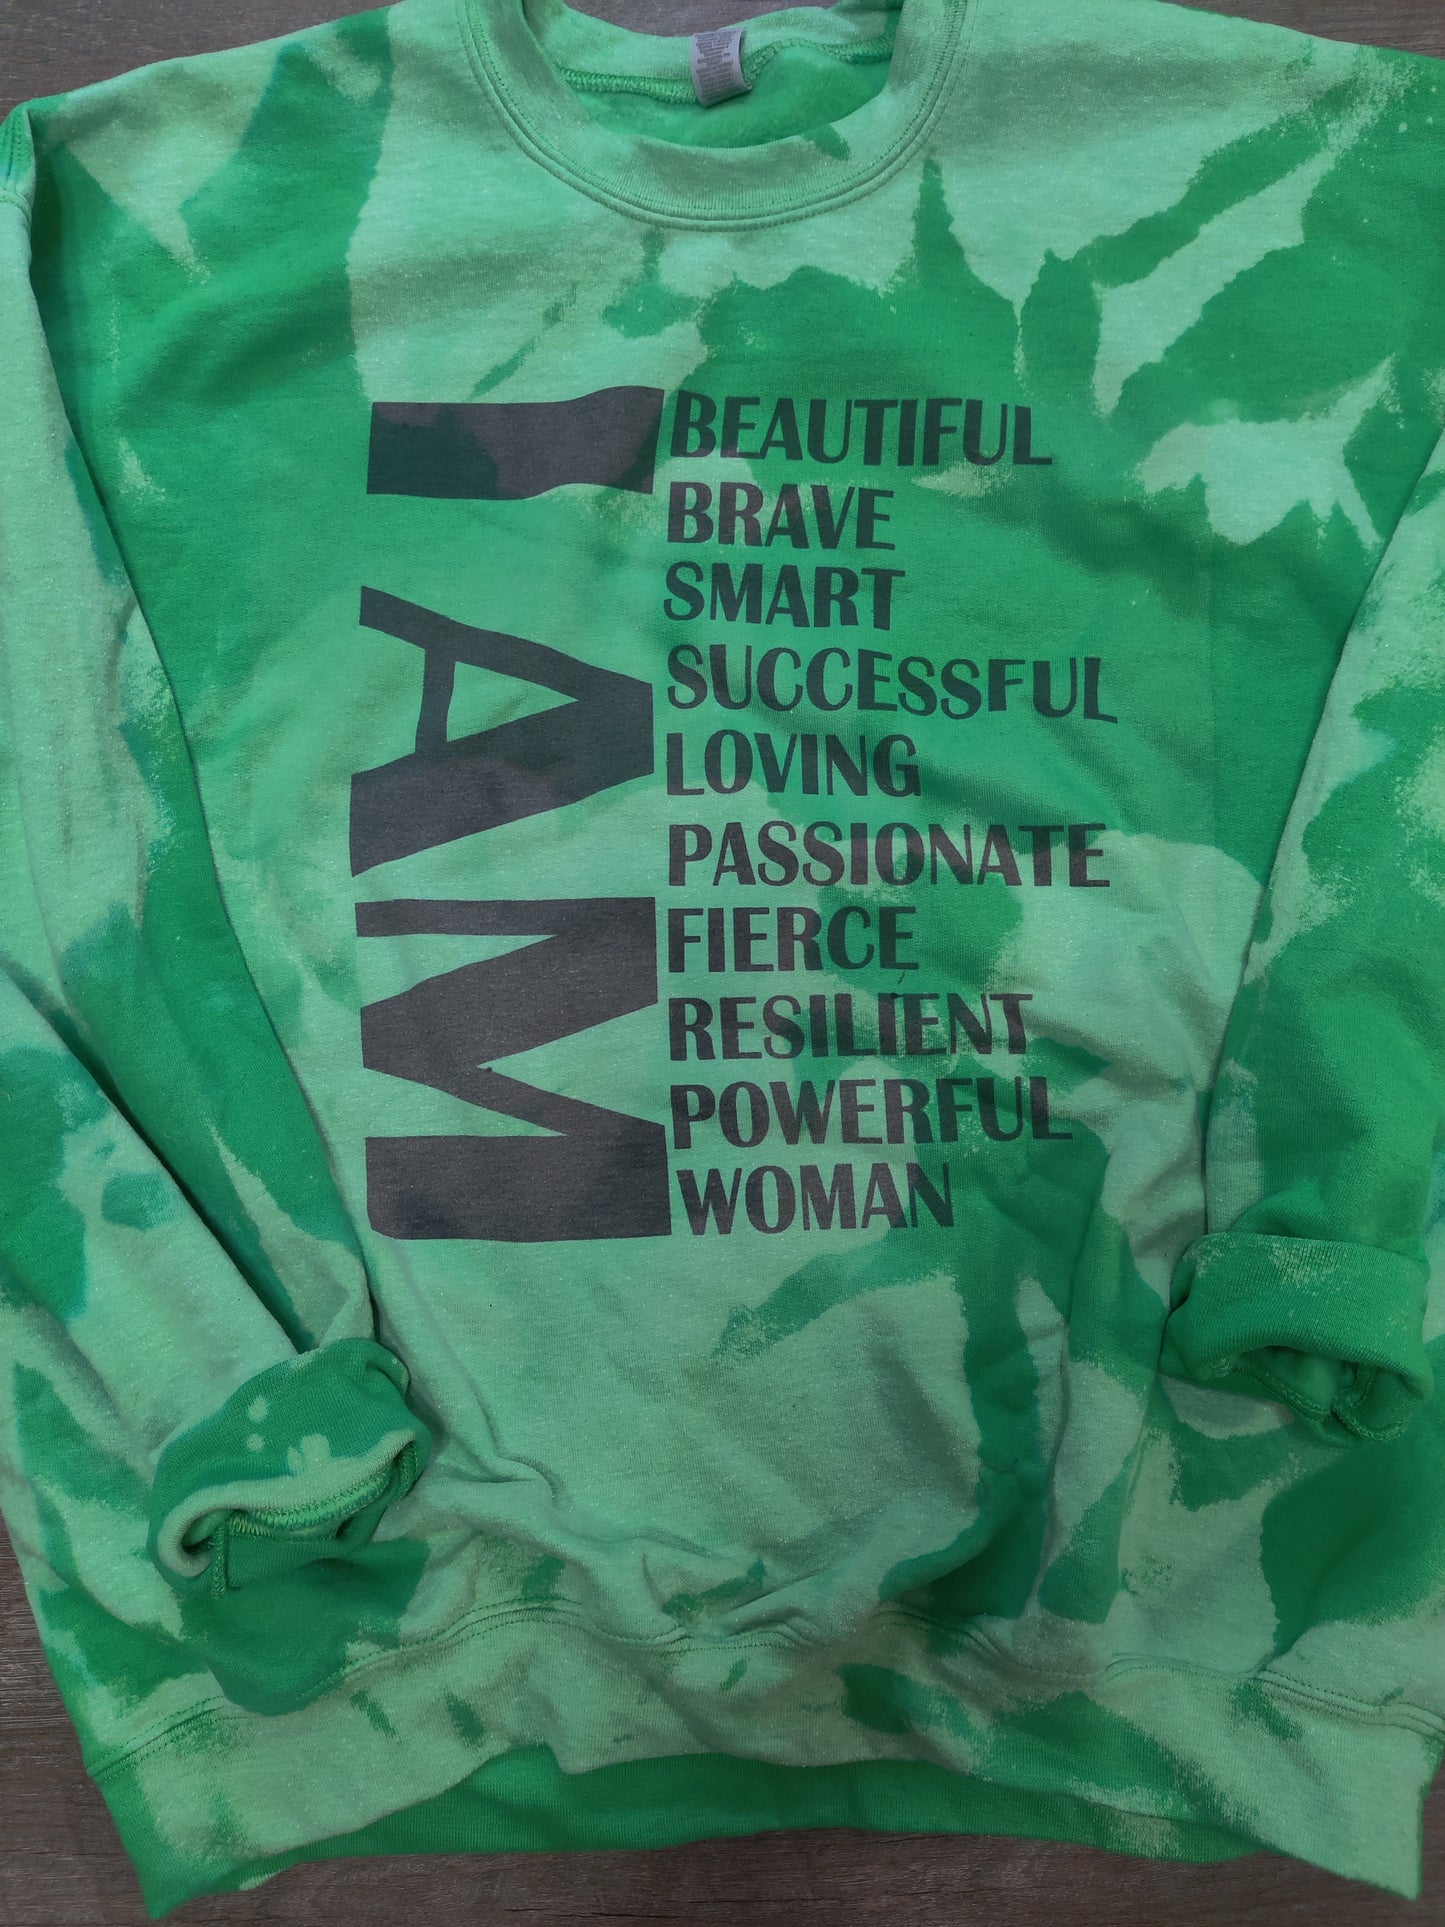 I AM
BEAUTIFUL
BRAVE
SMART
SUCCESSFUL
LOVING
PASSIONATE
FIERCE
RESILIENT
POWERFUL
WOMAN